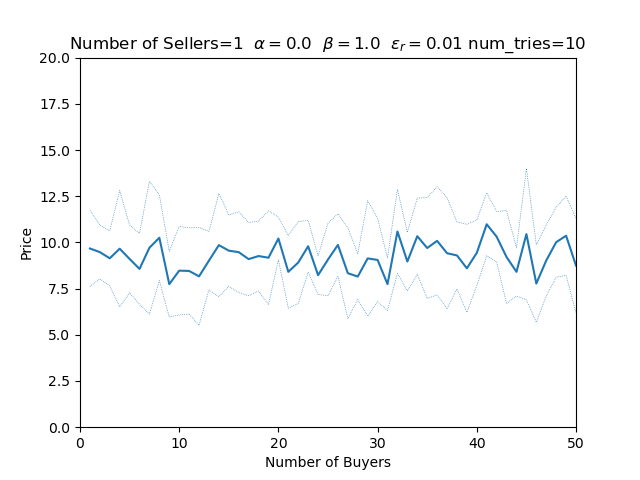 Number of Sellers=1 α = 0.0 β = 1.0 εᵣ = 0.01 num_tries=10
20.0
17.5
15.0
12.5
10.0
7.5
5.0
2.5
0.0
Price
0 10 20 30 40 50
Number of Buyers